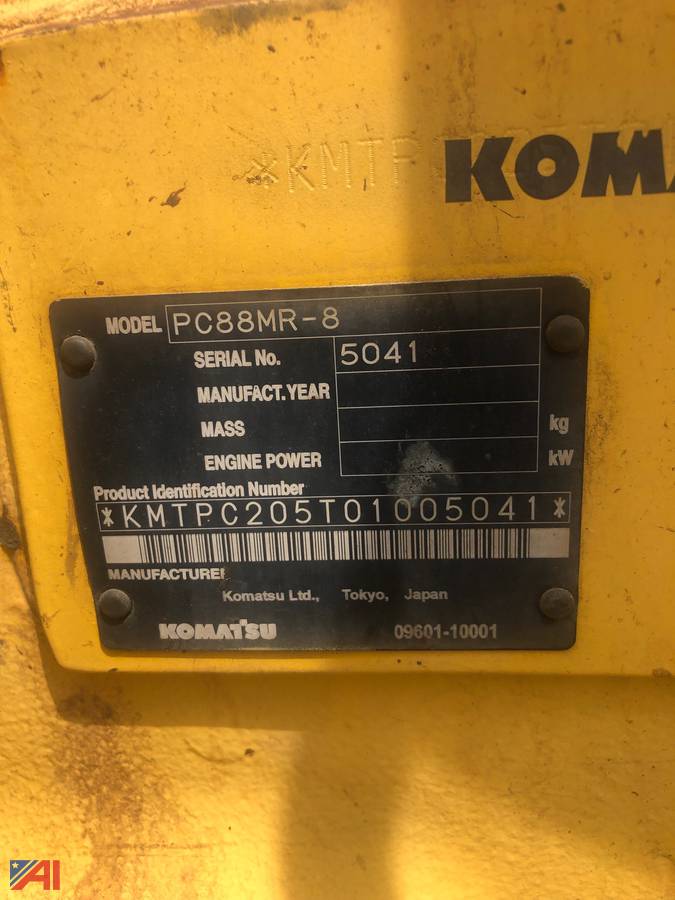 *KMTP
KOMA
MODEL PC88MR-8
SERIAL No. 5041
MANUFACT.YEAR
MASS kg
ENGINE POWER kW
Product Identification Number
*KMTPC205T01005041*
MANUFACTURE
Komatsu Ltd., Tokyo, Japan
KOMATSU 09601-10001
AI